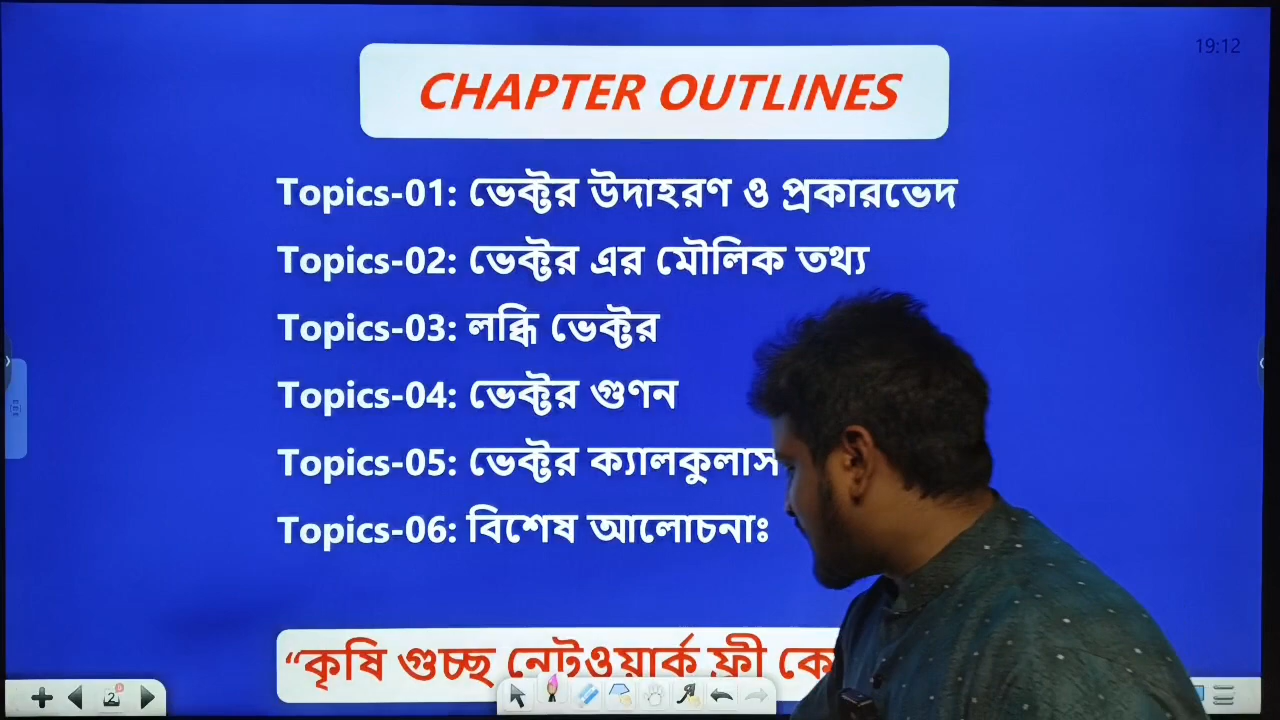 19:12
CHAPTER OUTLINES
Topics-01: ভেক্টর উদাহরণ ও প্রকারভেদ
Topics-02: ভেক্টর এর মৌলিক তথ্য
Topics-03: লব্ধি ভেক্টর
Topics-04: ভেক্টর গুণন
Topics-05: ভেক্টর ক্যালকুলাস
Topics-06: বিশেষ আলোচনাঃ
“কৃষি গুচ্ছ নেটওয়ার্ক ফ্রী
2